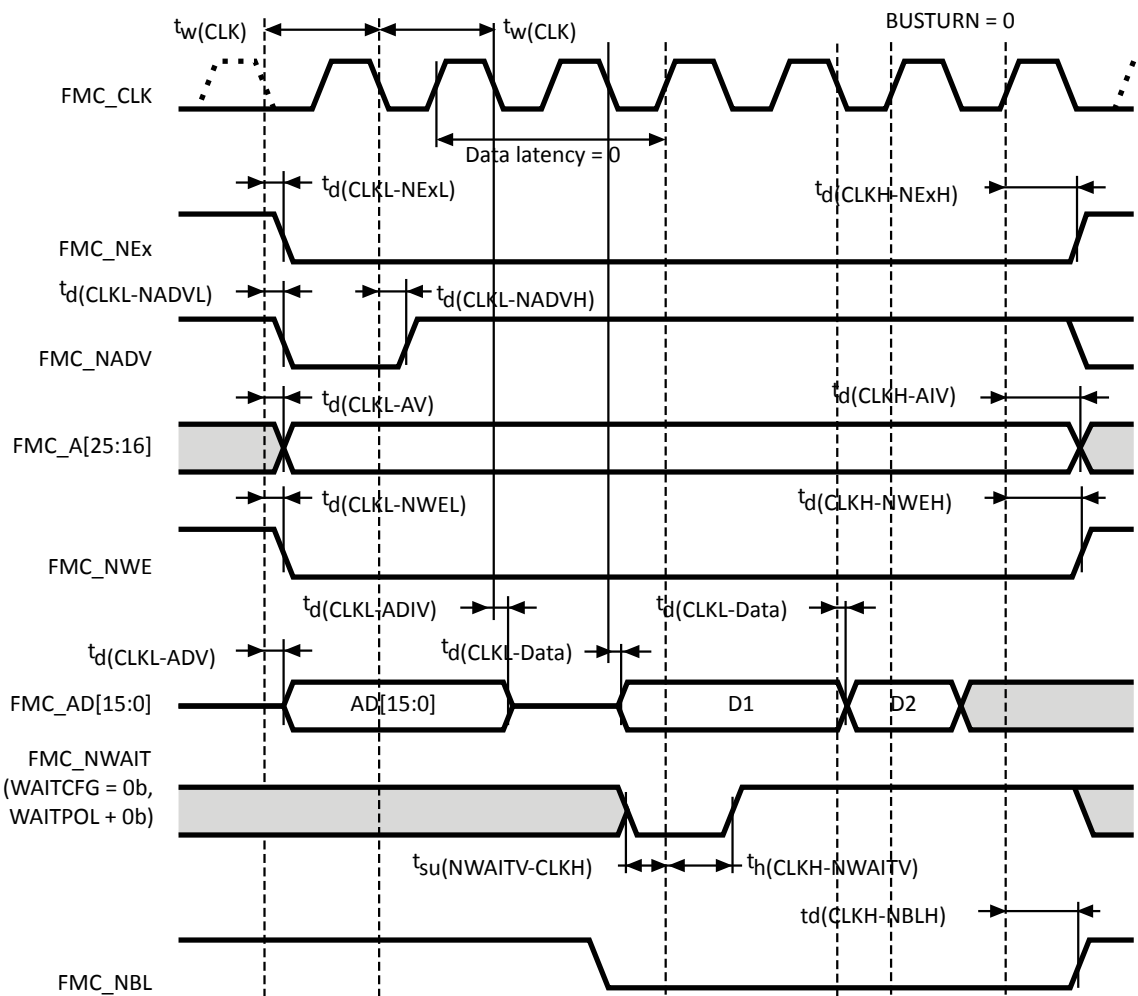 BUSTURN = 0
tw(CLK) tw(CLK)
FMC_CLK
Data latency = 0
td(CLKL-NExL) td(CLKH-NExH)
FMC_NEx
td(CLKL-NADVL) td(CLKL-NADVH)
FMC_NADV
td(CLKL-AV) td(CLKH-AIV)
FMC_A[25:16]
td(CLKL-NWEL) td(CLKH-NWEH)
FMC_NWE
td(CLKL-ADIV) td(CLKL-Data)
td(CLKL-ADV) td(CLKL-Data)
FMC_AD[15:0] AD[15:0] D1 D2
FMC_NWAIT
(WAITCFG = 0b,
WAITPOL + 0b)
tsu(NWAITV-CLKH) th(CLKH-NWAITV)
td(CLKH-NBLH)
FMC_NBL